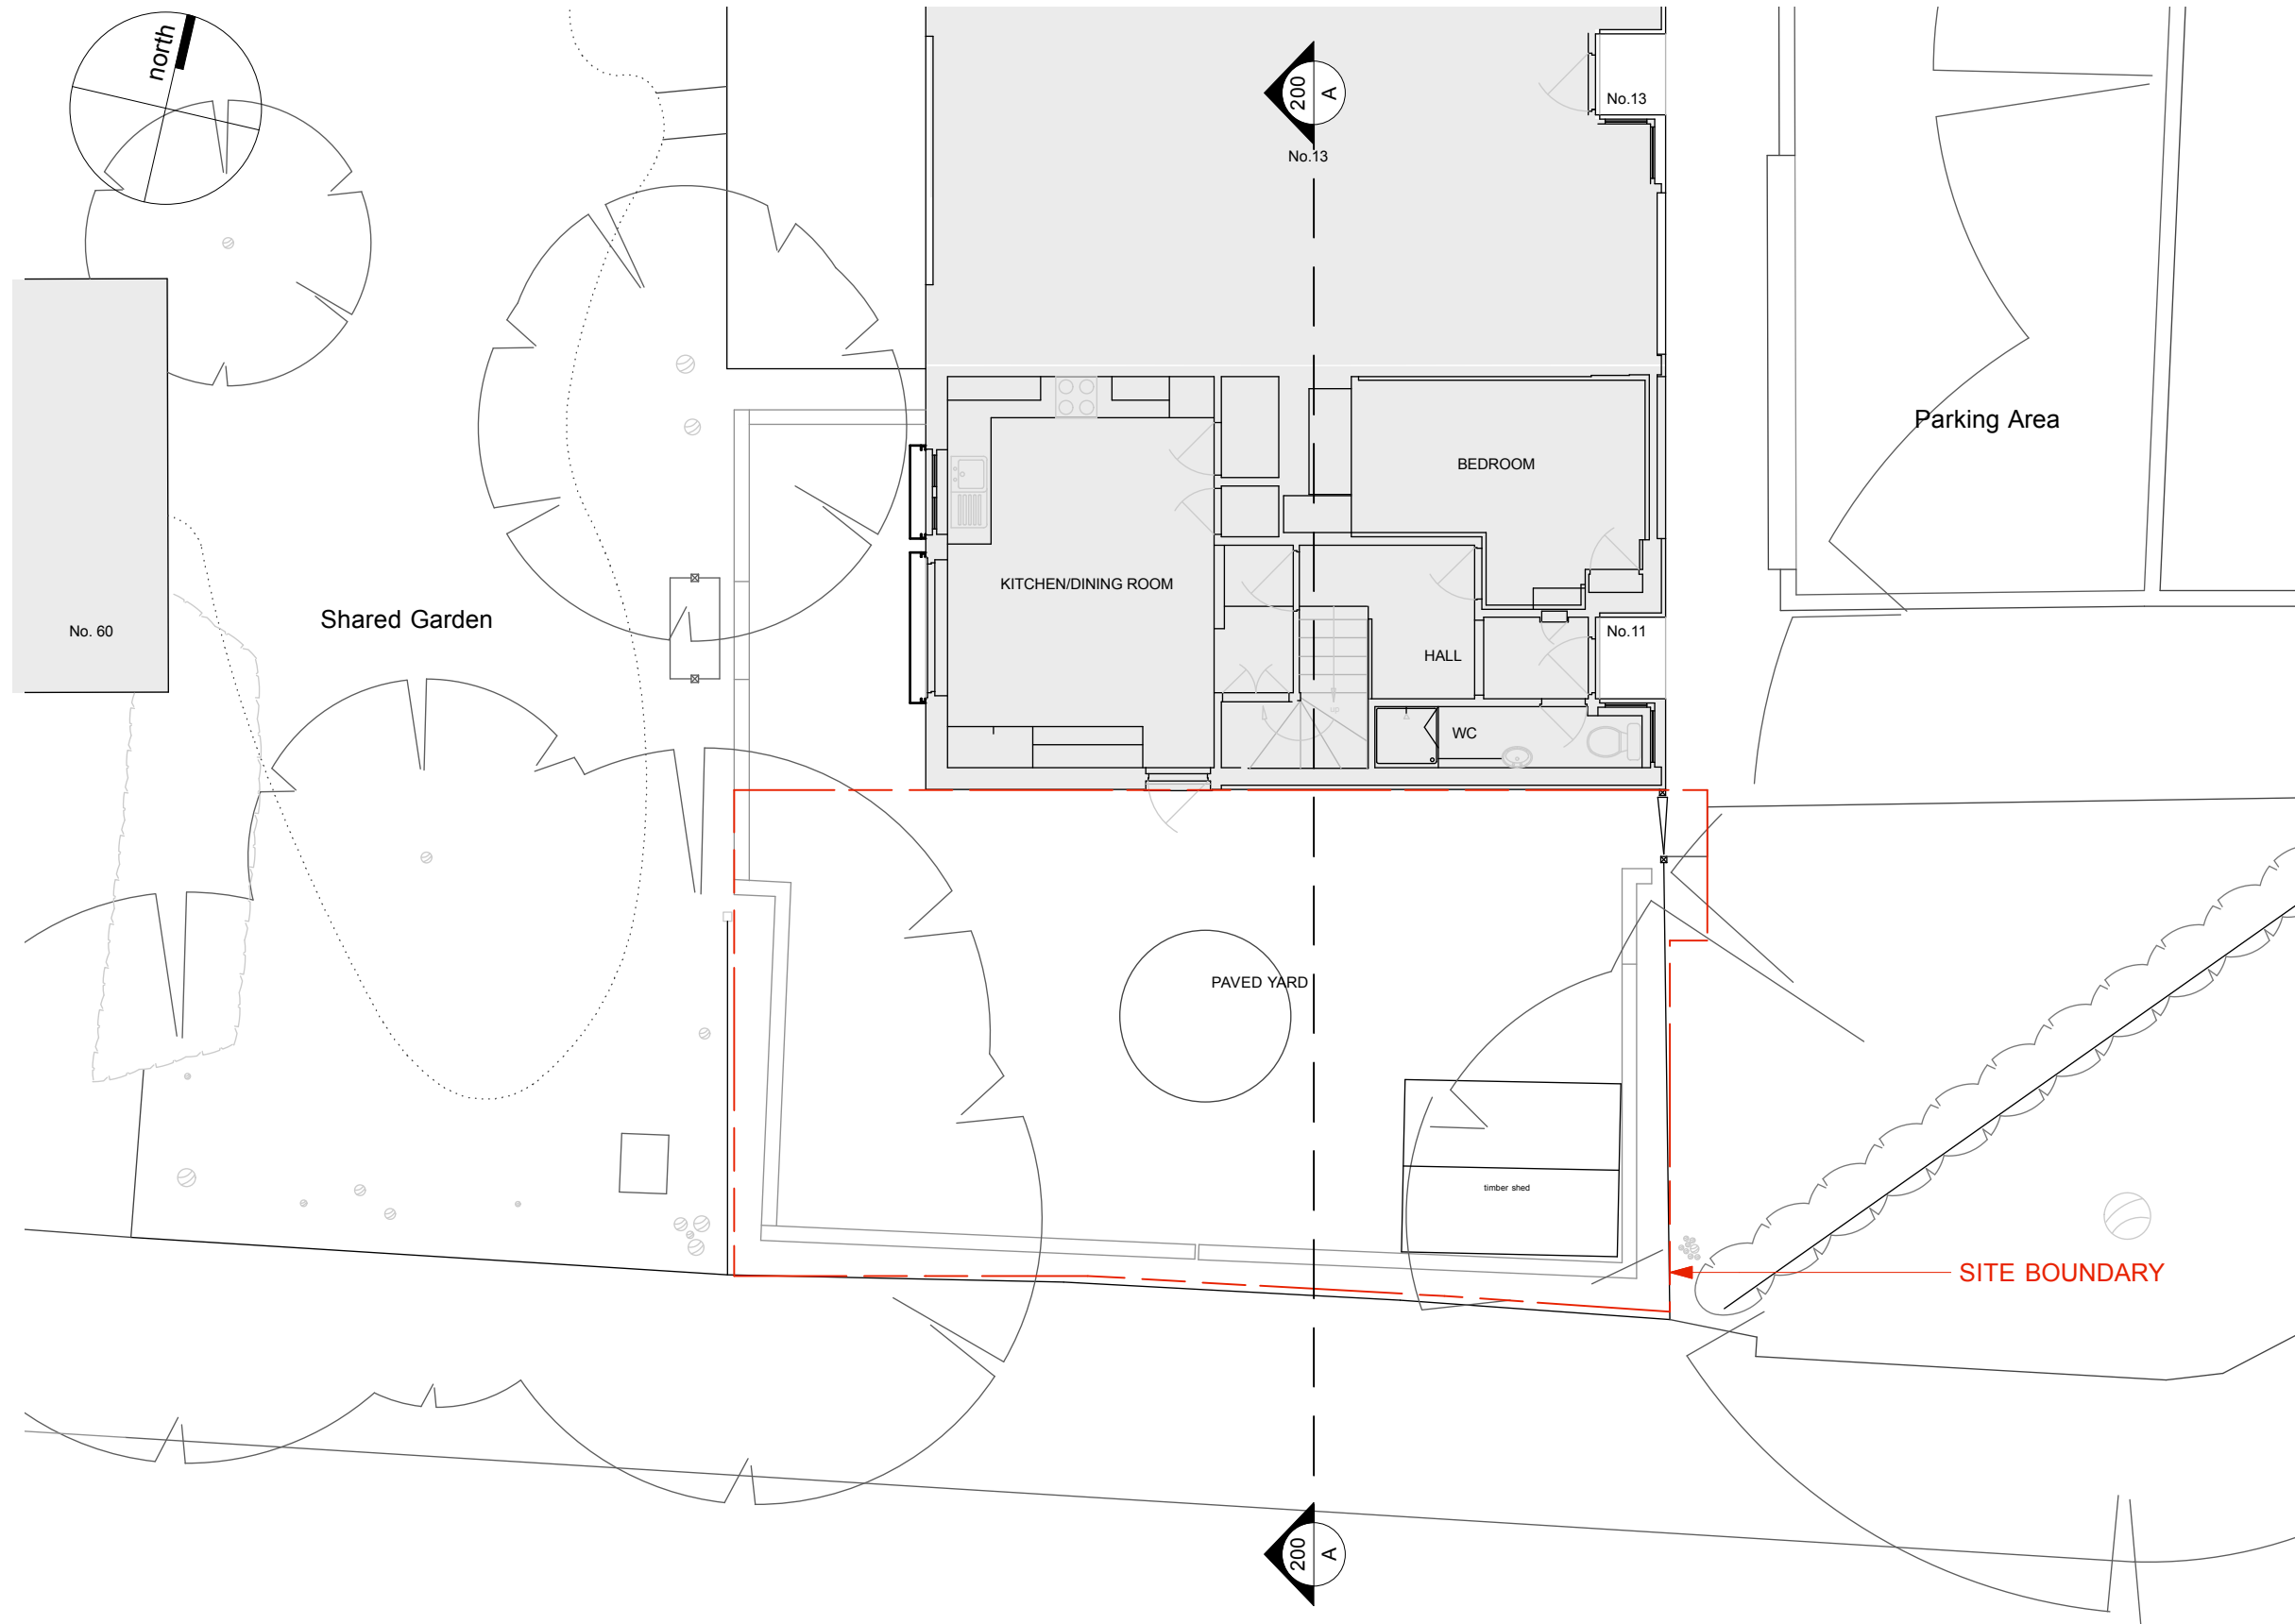 north
200
A
No.13
No.13
Parking Area
BEDROOM
KITCHEN/DINING ROOM
Shared Garden
No. 60
No.11
HALL
WC
PAVED YARD
timber shed
SITE BOUNDARY
200
A